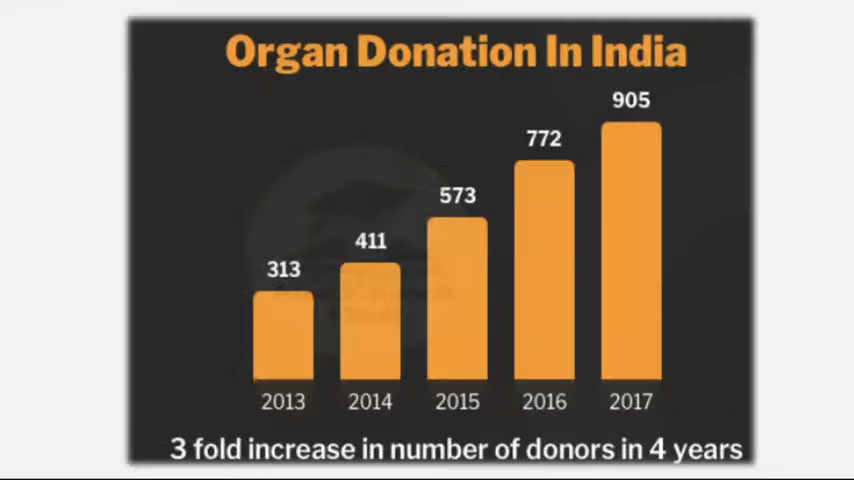 Organ Donation In India
905
772
573
411
313
2013 2014 2015 2016 2017
3 fold increase in number of donors in 4 years